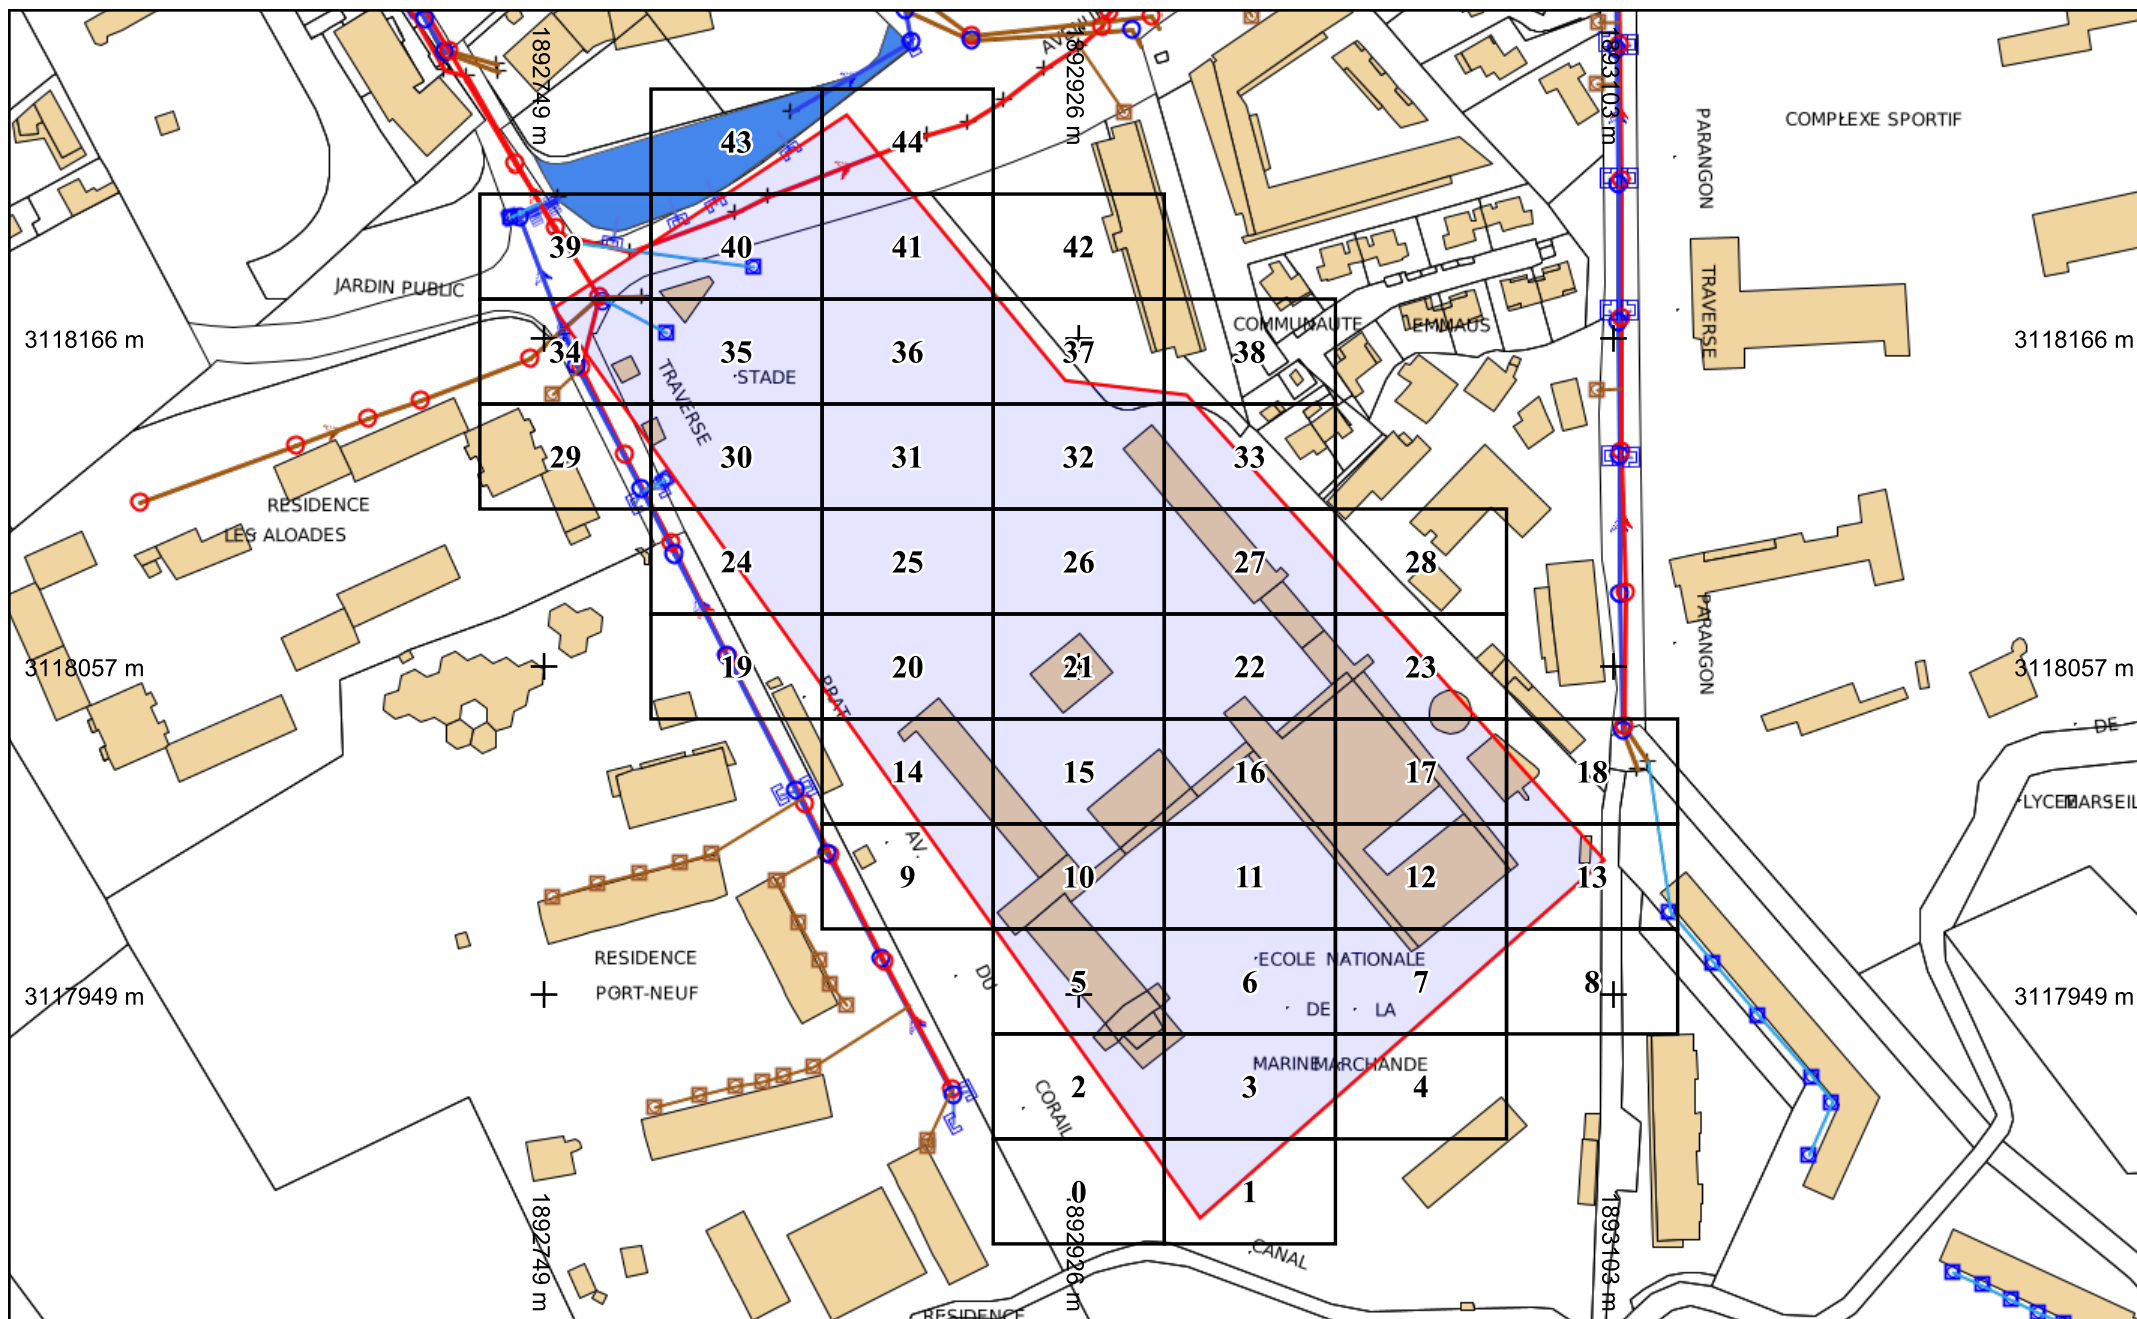 1892749 m
1892926 m
1893103 m
AV.
PARANGON
COMPLEXE SPORTIF
43
44
39
40
41
42
JARDIN PUBLIC
TRAVERSE
COMMUNAUTE
EMMAUS
3118166 m
3118166 m
34
35
36
37
38
STADE
TRAVERSE
29
30
31
32
33
RESIDENCE
LES ALOADES
24
25
26
27
28
PARANGON
3118057 m
3118057 m
19
20
21
22
23
PRAT
DE
14
15
16
17
18
LYCEE
MARSEIL
AV.
9
10
11
12
13
RESIDENCE
PORT-NEUF
ECOLE NATIONALE
DU
5
6
7
8
3117949 m
3117949 m
DE LA
MARINE
MARCHANDE
2
3
4
CORAIL
0
1
1892749 m
1892926 m
1893103 m
CANAL
RESIDENCE